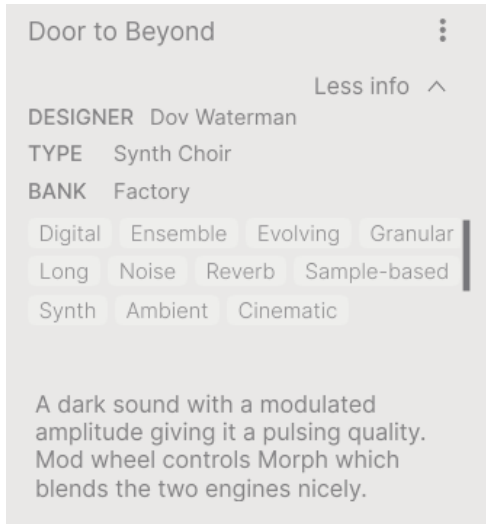 Door to Beyond
Less info
DESIGNER Dov Waterman
TYPE Synth Choir
BANK Factory
Digital Ensemble Evolving Granular
Long Noise Reverb Sample-based
Synth Ambient Cinematic
A dark sound with a modulated
amplitude giving it a pulsing quality.
Mod wheel controls Morph which
blends the two engines nicely.